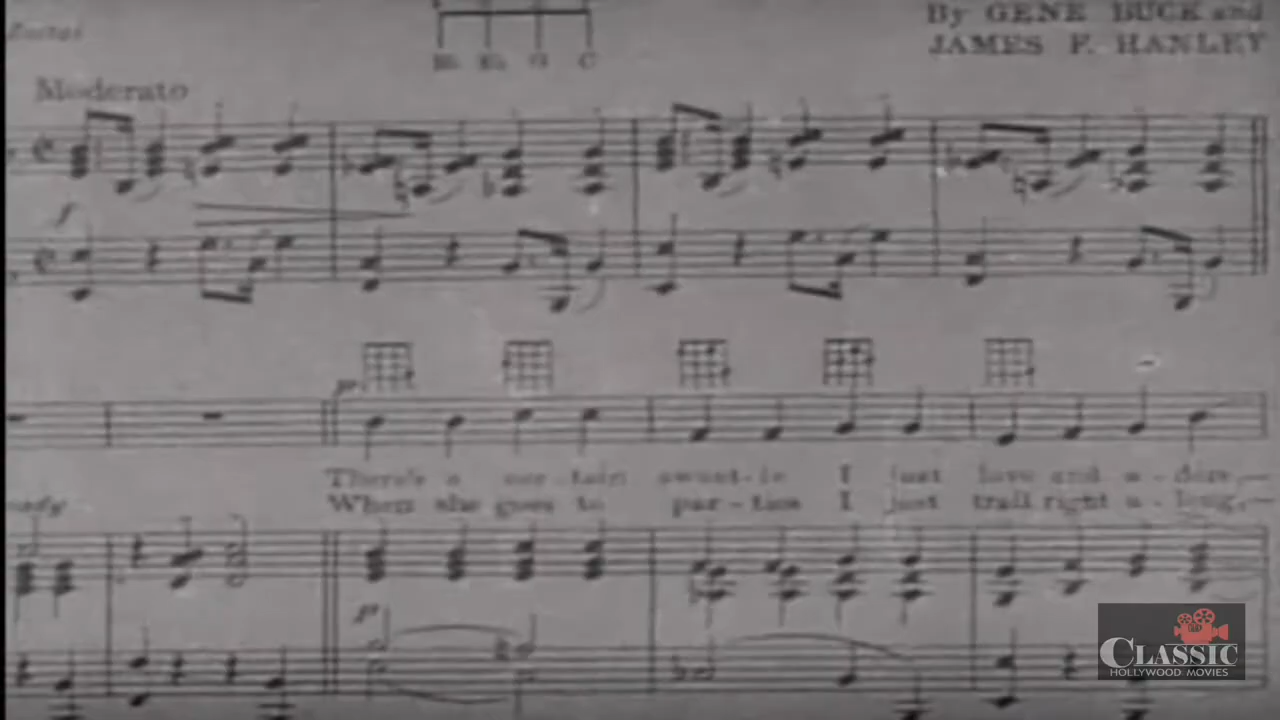 By GENE BUCK and
JAMES F. HANLEY
Moderato
G C
There's a cer-tain sweet-ie I just love and a-dore,
When she goes to par-ties I just trail right a-long,
CLASSIC
HOLLYWOOD MOVIES